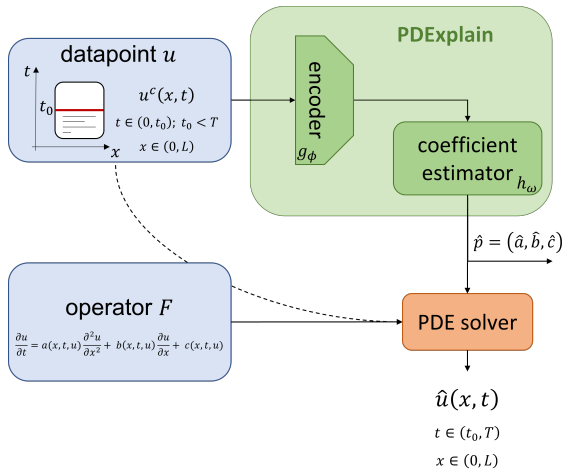 datapoint u
t
t₀
x
uᶜ(x, t)
t ∈ (0, t₀); t₀ < T
x ∈ (0, L)
PDExplain
encoder
g_ϕ
coefficient
estimator
h_ω
p̂ = (â, b̂, ĉ)
operator F
∂u/∂t = a(x, t, u) ∂²u/∂x² + b(x, t, u) ∂u/∂x + c(x, t, u)
PDE solver
û(x, t)
t ∈ (t₀, T)
x ∈ (0, L)